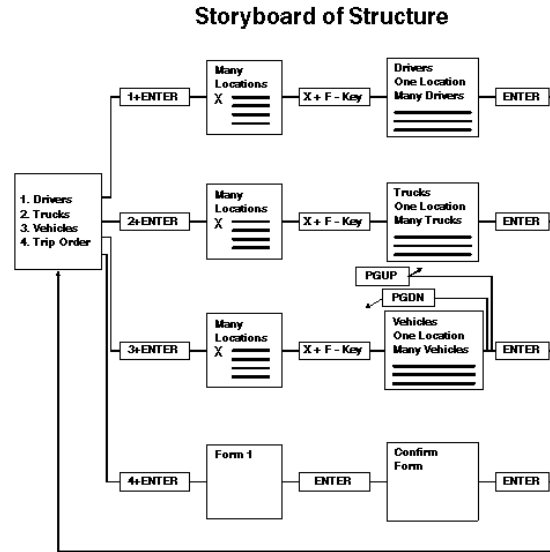 Storyboard of Structure
1+ENTER
Many
Locations
X
X + F - Key
Drivers
One Location
Many Drivers
ENTER
1. Drivers
2. Trucks
3. Vehicles
4. Trip Order
2+ENTER
Many
Locations
X
X + F - Key
Trucks
One Location
Many Trucks
ENTER
PGUP
PGDN
3+ENTER
Many
Locations
X
X + F - Key
Vehicles
One Location
Many Vehicles
ENTER
4+ENTER
Form 1
ENTER
Confirm
Form
ENTER